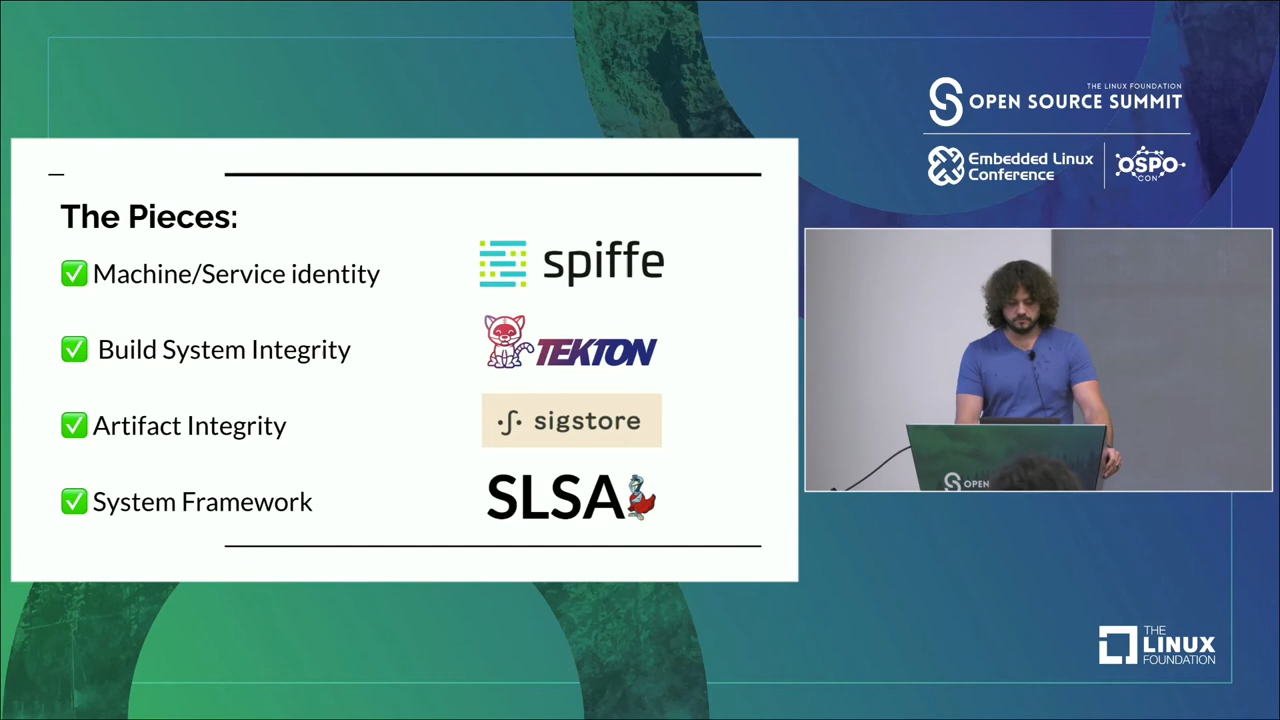 THE LINUX FOUNDATION
OPEN SOURCE SUMMIT
Embedded Linux
Conference
OSPO
CON
The Pieces:
✅ Machine/Service identity
spiffe
✅ Build System Integrity
TEKTON
✅ Artifact Integrity
sigstore
✅ System Framework
SLSA
OPEN
THE
LINUX
FOUNDATION